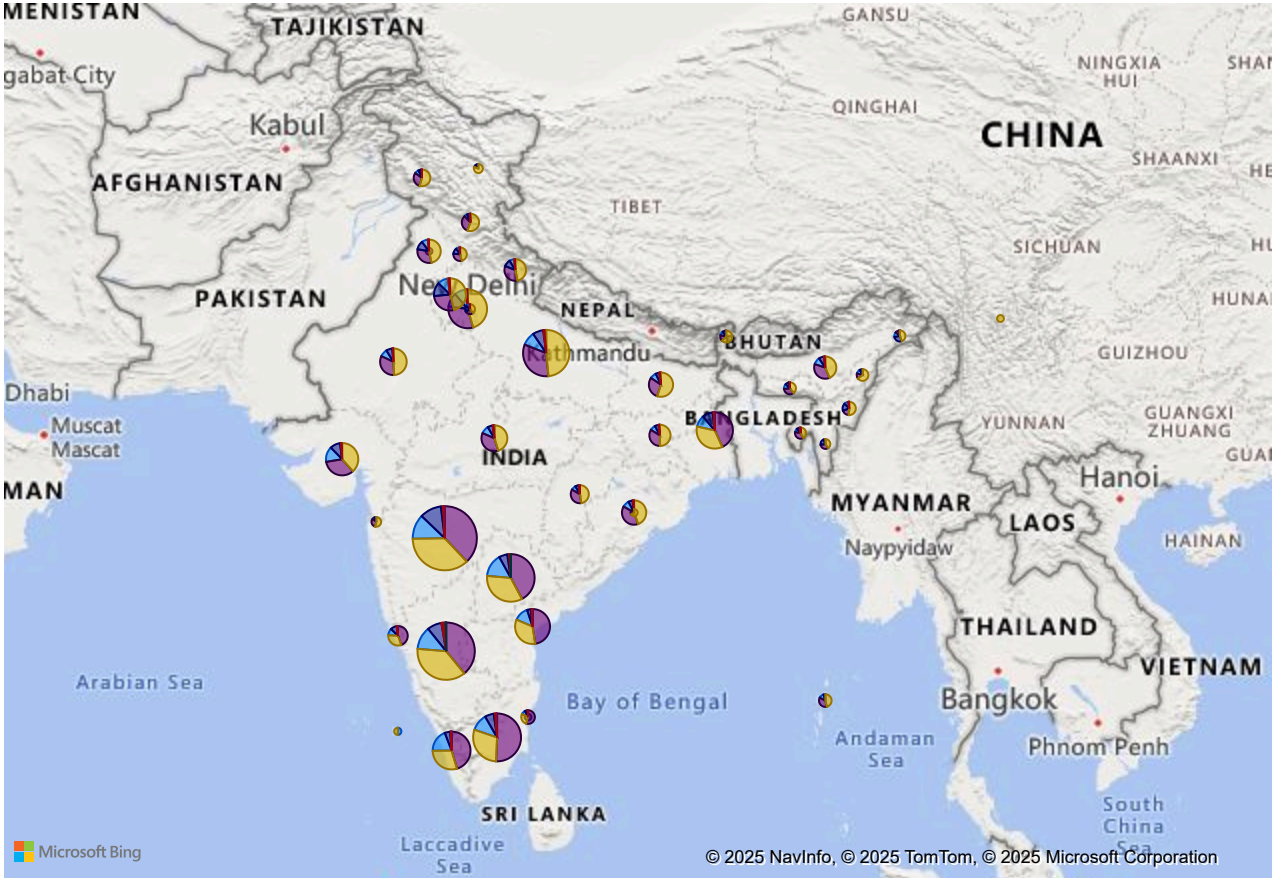 MENISTAN
TAJIKISTAN
GANSU
gabat City
NINGXIA
HUI
SHAN
Kabul
QINGHAI
CHINA
AFGHANISTAN
SHAANXI
HE
TIBET
SICHUAN
HU
New Delhi
PAKISTAN
NEPAL
HUNA
BHUTAN
Kathmandu
GUIZHOU
Dhabi
Muscat
Mascat
BANGLADESH
YUNNAN
GUANGXI
ZHUANG
INDIA
GUA
Hanoi
MAN
MYANMAR
LAOS
Naypyidaw
HAINAN
THAILAND
VIETNAM
Arabian Sea
Bay of Bengal
Bangkok
Andaman
Sea
Phnom Penh
SRI LANKA
South
China
Sea
Laccadive
Sea
Microsoft Bing
© 2025 NavInfo, © 2025 TomTom, © 2025 Microsoft Corporation